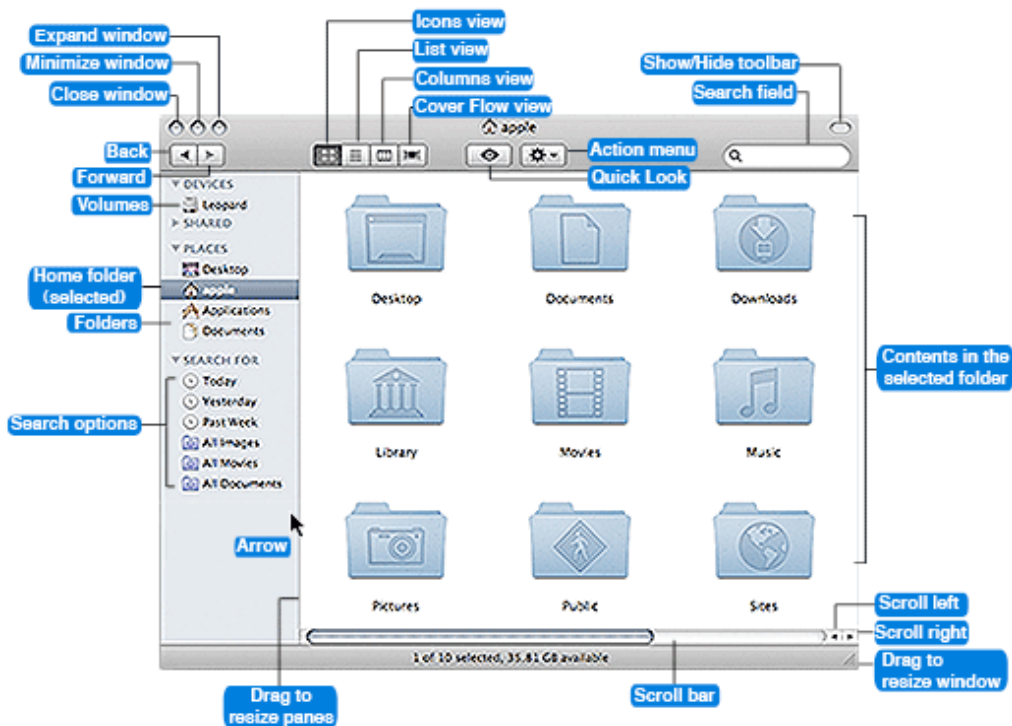 Icons view
Expand window
List view
Minimize window
Columns view
Show/Hide toolbar
Close window
Cover Flow view
Search field
apple
Back
Action menu
Forward
Quick Look
DEVICES
Volumes
Leopard
SHARED
PLACES
Desktop
Home folder
(selected)
apple
Applications
Folders
Documents
Desktop
Documents
Downloads
SEARCH FOR
Today
Yesterday
Search options
Past Week
All Images
All Movies
All Documents
Contents in the
selected folder
Library
Movies
Music
Arrow
Pictures
Public
Sites
Scroll left
Scroll right
1 of 10 selected, 35.81 GB available
Drag to
resize window
Drag to
resize panes
Scroll bar